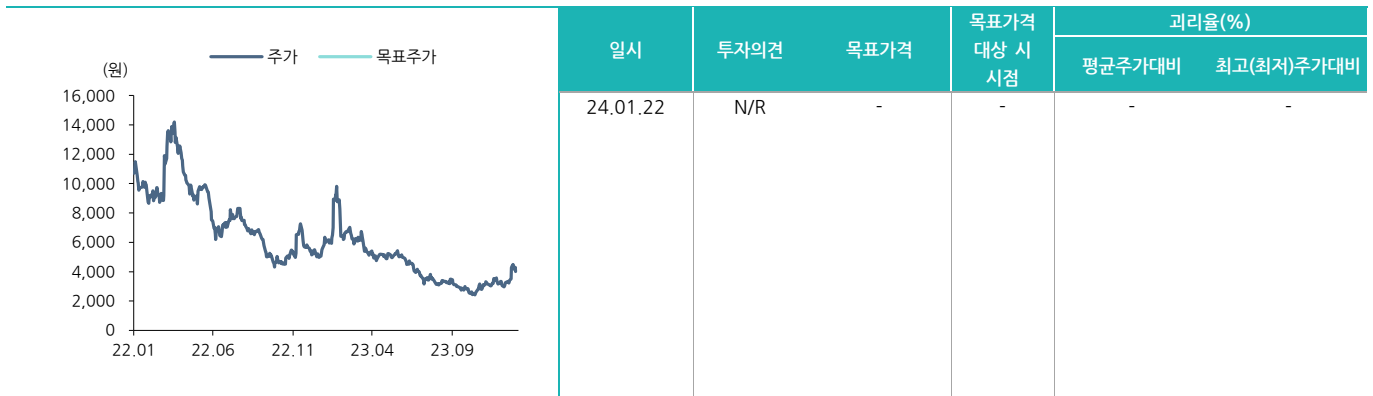 주가 목표주가
(원)
16,000
14,000
12,000
10,000
8,000
6,000
4,000
2,000
0
22.01 22.06 22.11 23.04 23.09
일시 투자의견 목표가격 목표가격 대상 시 시점 괴리율(%)
평균주가대비 최고(최저)주가대비
24.01.22 N/R - - - -